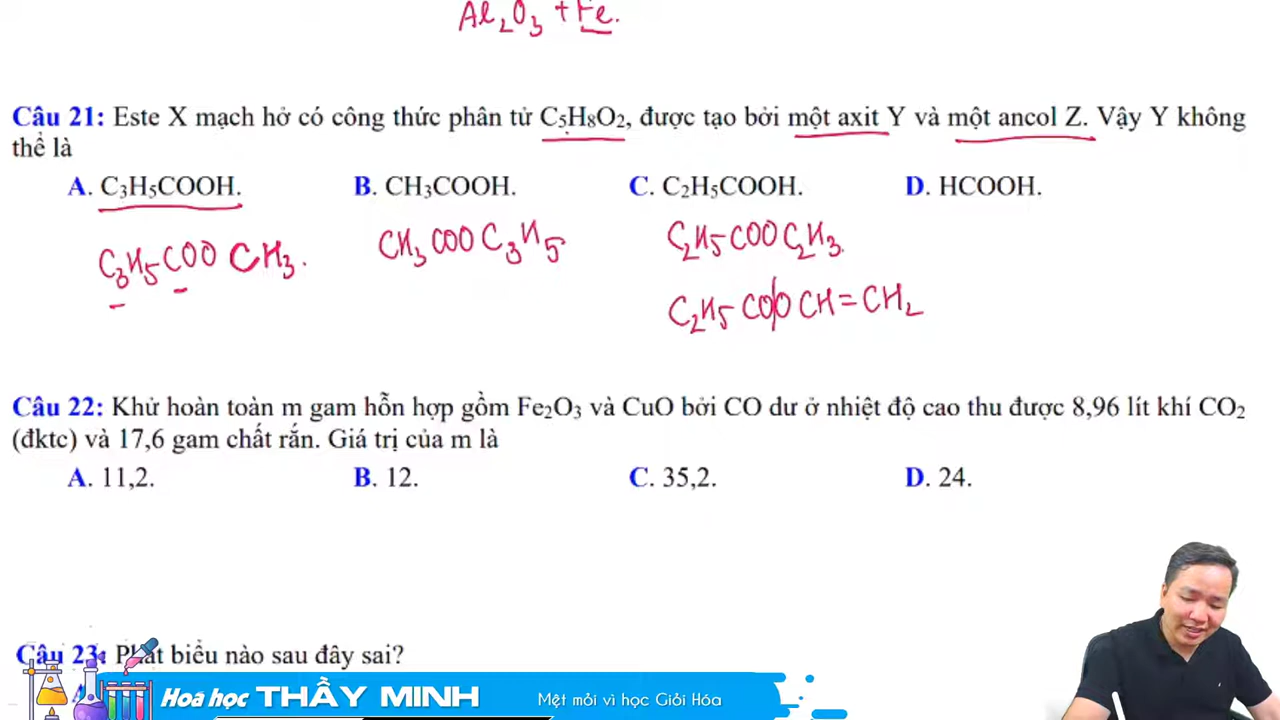 Al₂O₃ + Fe.
Câu 21: Este X mạch hở có công thức phân tử C₅H₈O₂, được tạo bởi một axit Y và một ancol Z. Vậy Y không
thể là
A. C₃H₅COOH. B. CH₃COOH. C. C₂H₅COOH. D. HCOOH.
C₃H₅COO CH₃. CH₃COO C₃H₅ C₂H₅COO C₂H₃.
C₂H₅COO CH=CH₂
Câu 22: Khử hoàn toàn m gam hỗn hợp gồm Fe₂O₃ và CuO bởi CO dư ở nhiệt độ cao thu được 8,96 lít khí CO₂
(đktc) và 17,6 gam chất rắn. Giá trị của m là
A. 11,2. B. 12. C. 35,2. D. 24.
Câu 23: Phát biểu nào sau đây sai?
Hoá học THẦY MINH Mệt mỏi vì học Giỏi Hóa